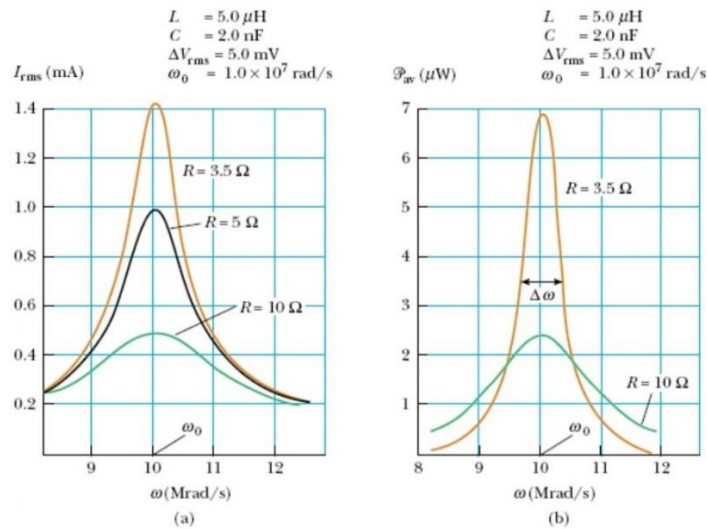 L = 5.0 μH
C = 2.0 nF
ΔV_rms = 5.0 mV
ω_0 = 1.0 × 10^7 rad/s
I_rms (mA)
1.4
1.2
1.0
0.8
0.6
0.4
0.2
R = 3.5 Ω
R = 5 Ω
R = 10 Ω
ω_0
9 10 11 12
ω (Mrad/s)
(a)
L = 5.0 μH
C = 2.0 nF
ΔV_rms = 5.0 mV
ω_0 = 1.0 × 10^7 rad/s
𝒫_av (μW)
7
6
5
4
3
2
1
R = 3.5 Ω
Δω
R = 10 Ω
ω_0
8 9 10 11 12
ω (Mrad/s)
(b)